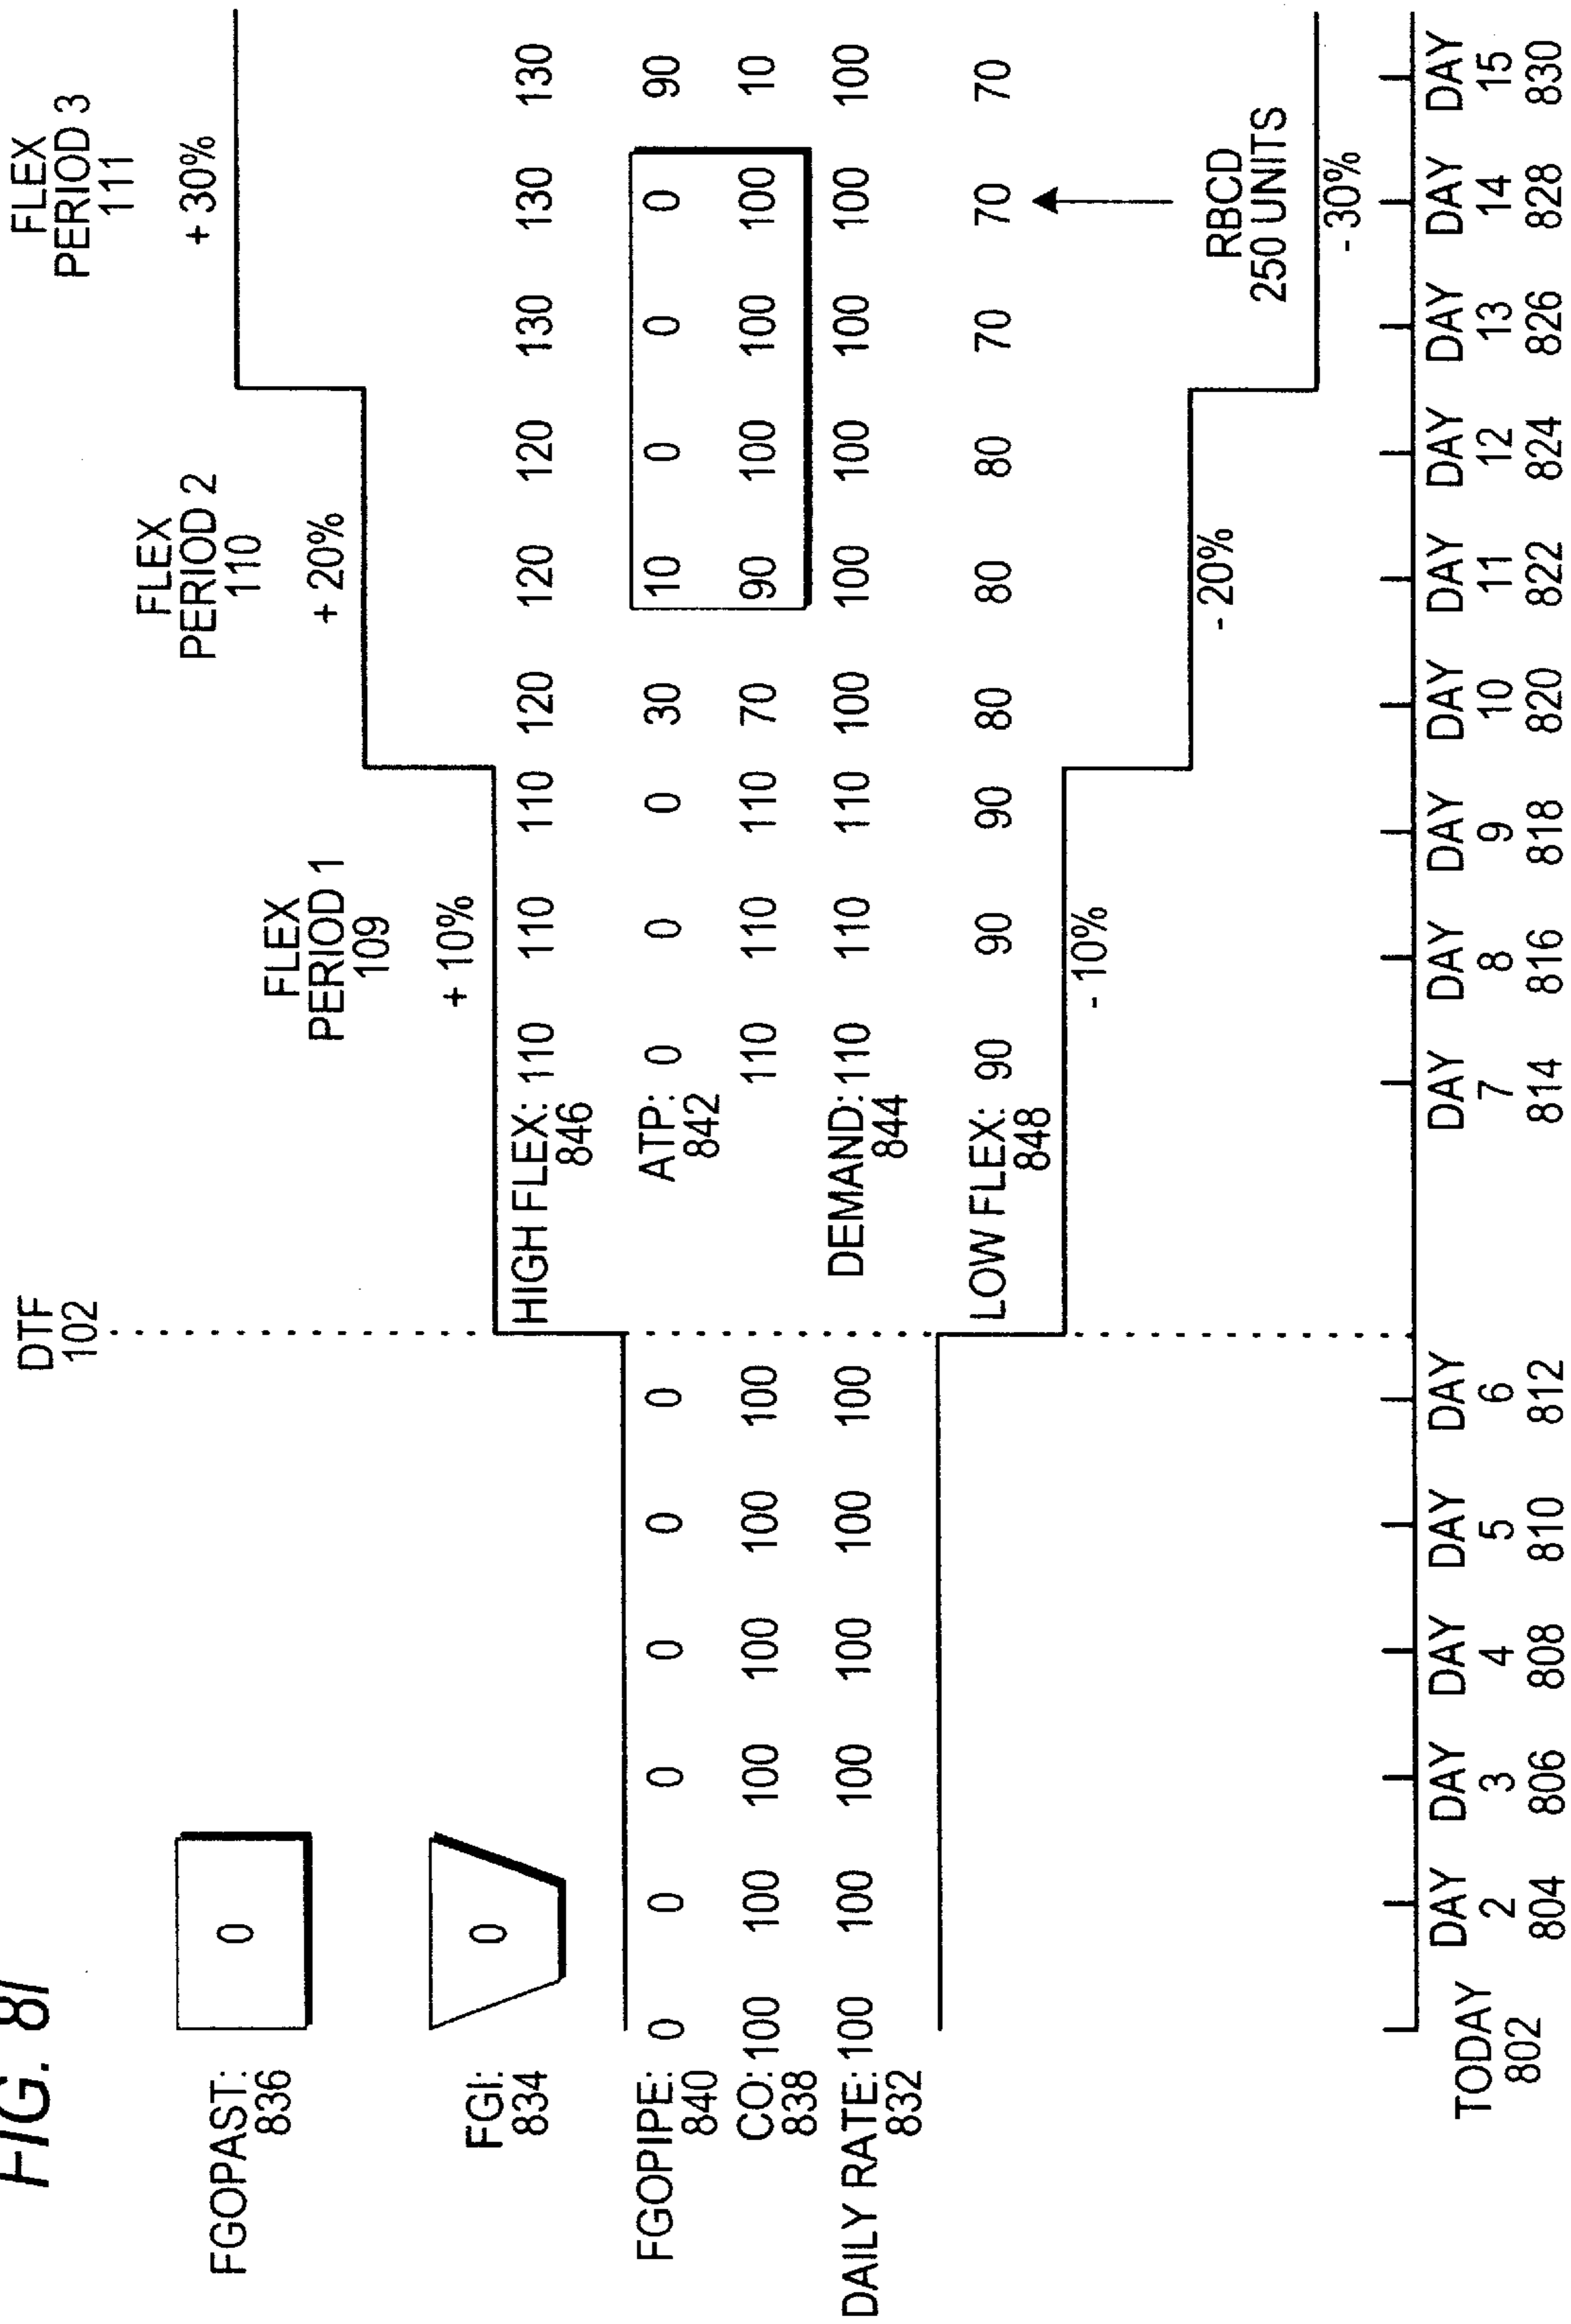 FIG. 8I
DTF
102
FLEX
PERIOD 3
111
+ 30%
FLEX
PERIOD 2
110
+ 20%
FLEX
PERIOD 1
109
+ 10%
FGOPAST:
836
0
FGI:
834
0
HIGH FLEX: 110 110 110 120 120 120 130 130 130
846
FGOPIPE: 0 0 0 0 0 0
840
ATP: 0 0 0 30 10 0 0 0 90
842
CO: 100 100 100 100 100 100 110 110 110 70 90 100 100 100 10
838
DAILY RATE: 100 100 100 100 100 100
832
DEMAND: 110 110 110 100 100 100 100 100 100
844
LOW FLEX: 90 90 90 80 80 80 70 70 70
848
- 10%
- 20%
RBCD
250 UNITS
- 30%
TODAY
802
DAY
2
804
DAY
3
806
DAY
4
808
DAY
5
810
DAY
6
812
DAY
7
814
DAY
8
816
DAY
9
818
DAY
10
820
DAY
11
822
DAY
12
824
DAY
13
826
DAY
14
828
DAY
15
830